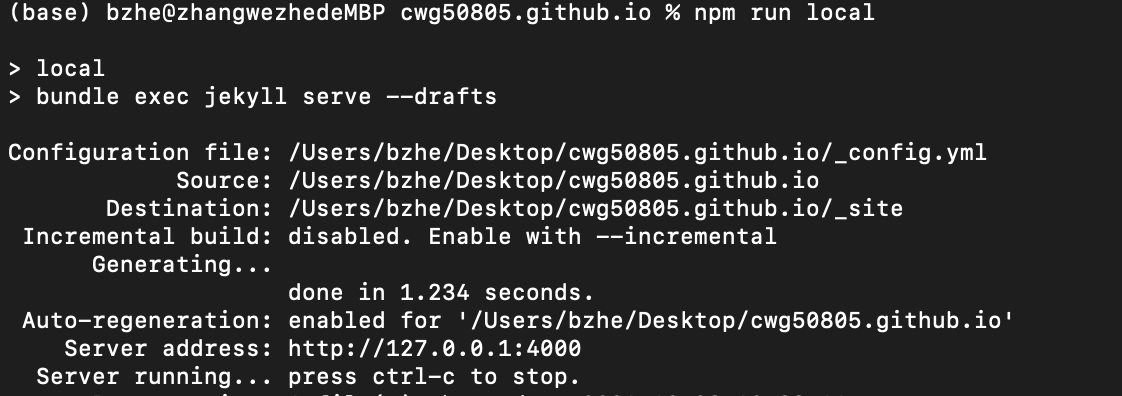 (base) bzhe@zhangwezhedeMBP cwg50805.github.io % npm run local
> local
> bundle exec jekyll serve --drafts
Configuration file: /Users/bzhe/Desktop/cwg50805.github.io/_config.yml
Source: /Users/bzhe/Desktop/cwg50805.github.io
Destination: /Users/bzhe/Desktop/cwg50805.github.io/_site
Incremental build: disabled. Enable with --incremental
Generating...
done in 1.234 seconds.
Auto-regeneration: enabled for '/Users/bzhe/Desktop/cwg50805.github.io'
Server address: http://127.0.0.1:4000
Server running... press ctrl-c to stop.